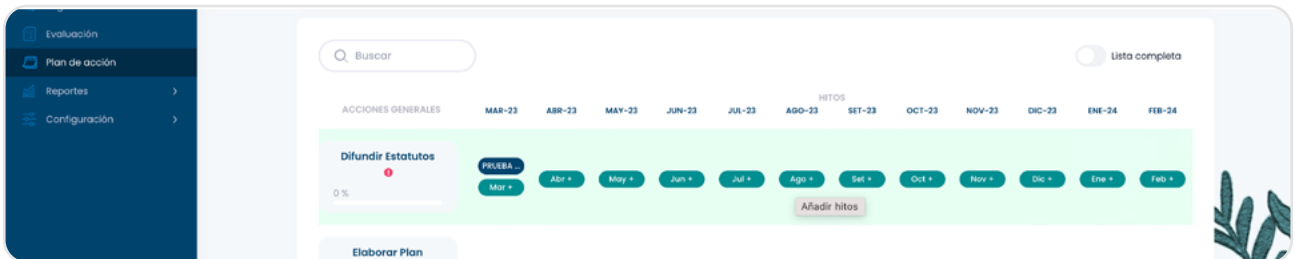 Evaluación
Plan de acción
Reportes
Configuración
Buscar
Lista completa
HITOS
ACCIONES GENERALES MAR-23 ABR-23 MAY-23 JUN-23 JUL-23 AGO-23 SET-23 OCT-23 NOV-23 DIC-23 ENE-24 FEB-24
Difundir Estatutos
PRUEBA ...
Mar + Abr + May + Jun + Jul + Ago + Set + Oct + Nov + Dic + Ene + Feb +
0 %
Añadir hitos
Elaborar Plan